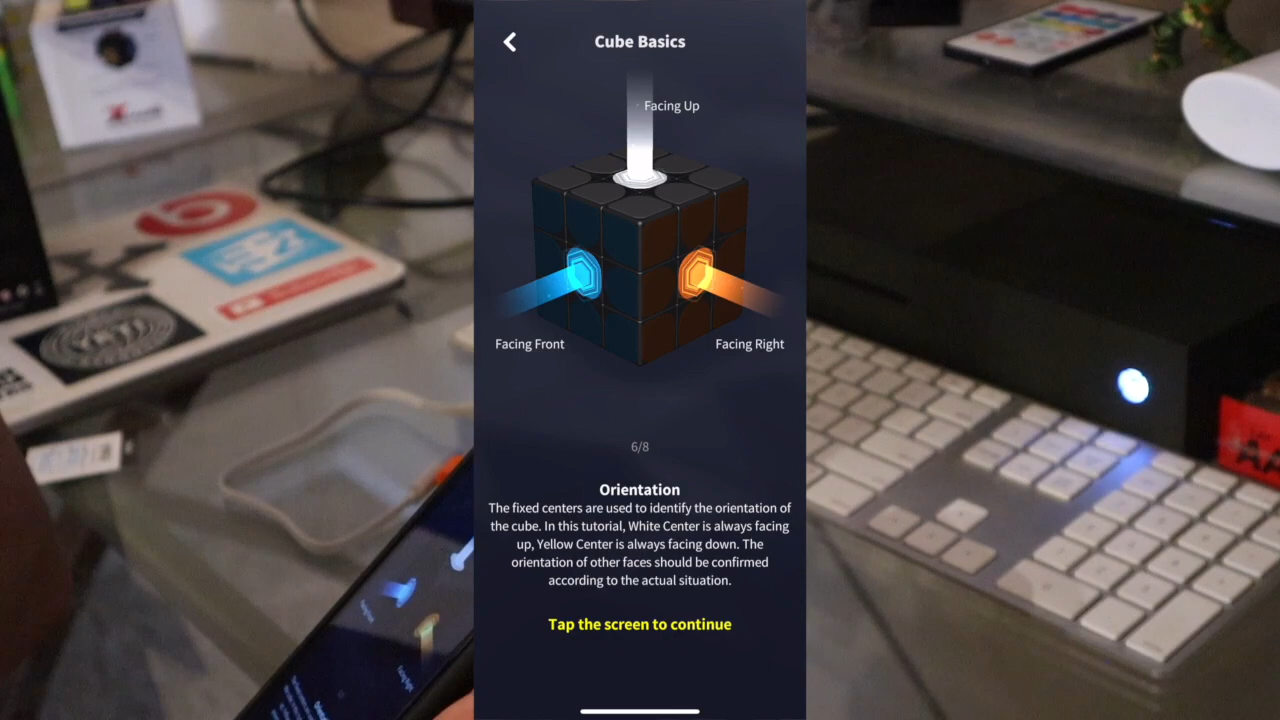 Cube Basics
Facing Up
Facing Front
Facing Right
6/8
Orientation
The fixed centers are used to identify the orientation of
the cube. In this tutorial, White Center is always facing
up, Yellow Center is always facing down. The
orientation of other faces should be confirmed
according to the actual situation.
Tap the screen to continue
YETI